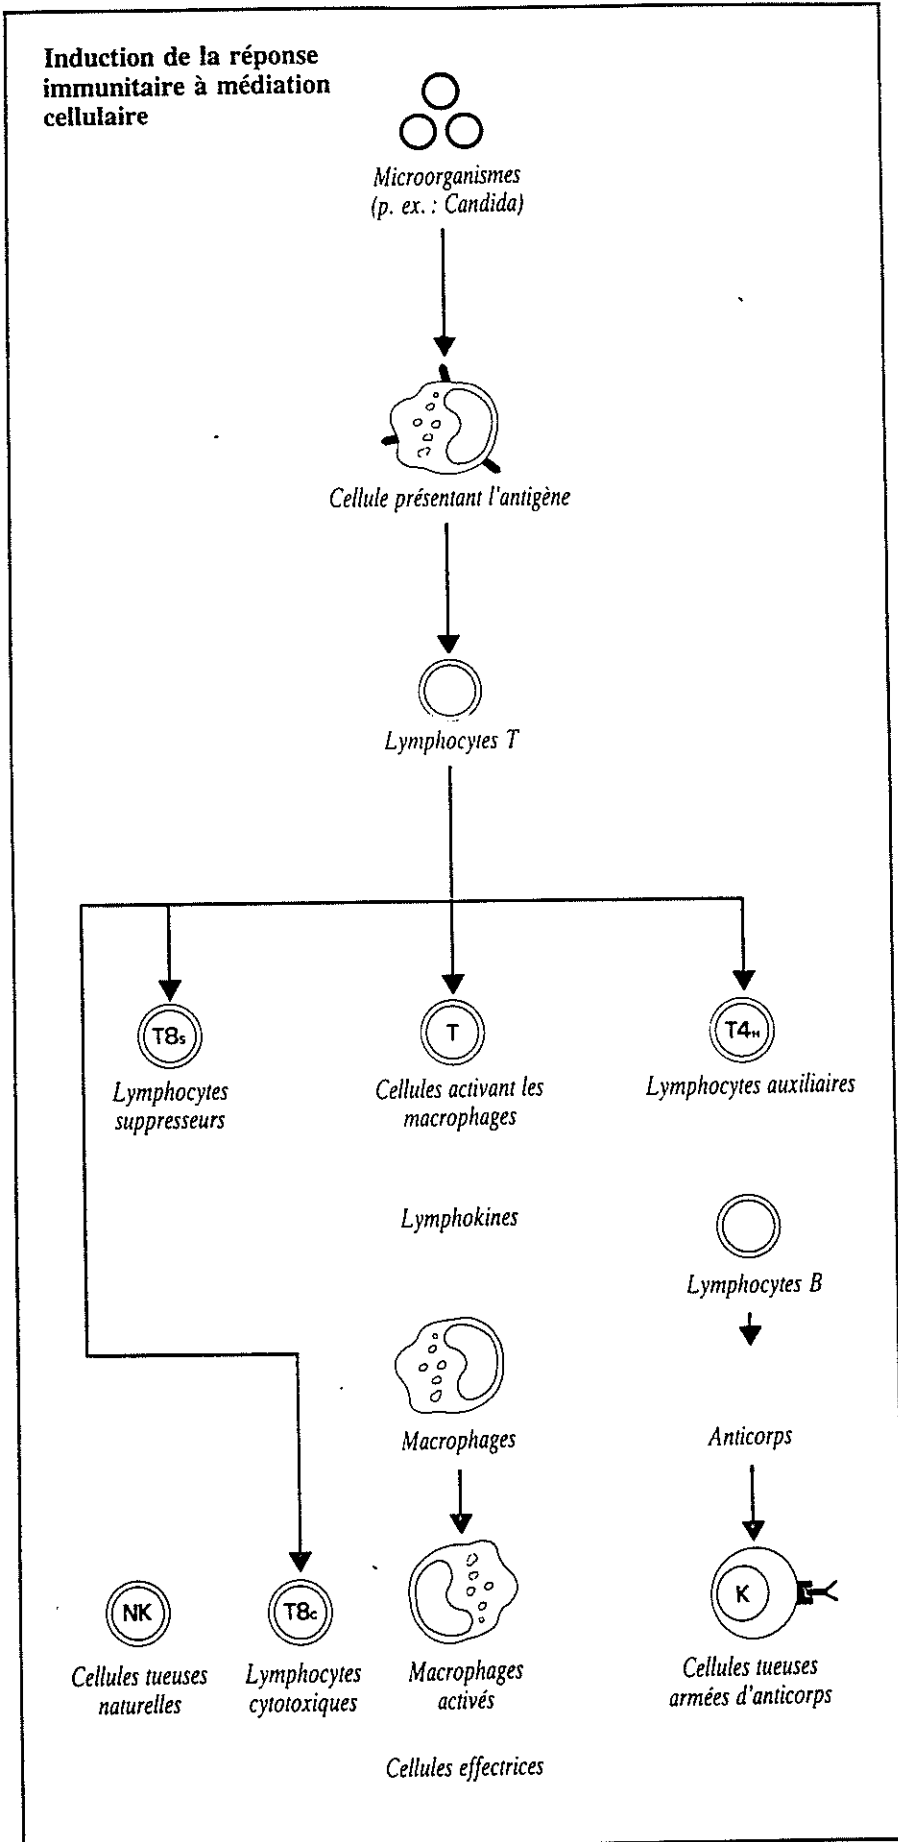 Induction de la réponse
immunitaire à médiation
cellulaire
Microorganismes
(p. ex. : Candida)
Cellule présentant l'antigène
Lymphocytes T
T8s
T
T4H
Lymphocytes
suppresseurs
Cellules activant les
macrophages
Lymphocytes auxiliaires
Lymphokines
Lymphocytes B
Macrophages
Anticorps
NK
T8c
K
Cellules tueuses
naturelles
Lymphocytes
cytotoxiques
Macrophages
activés
Cellules tueuses
armées d'anticorps
Cellules effectrices